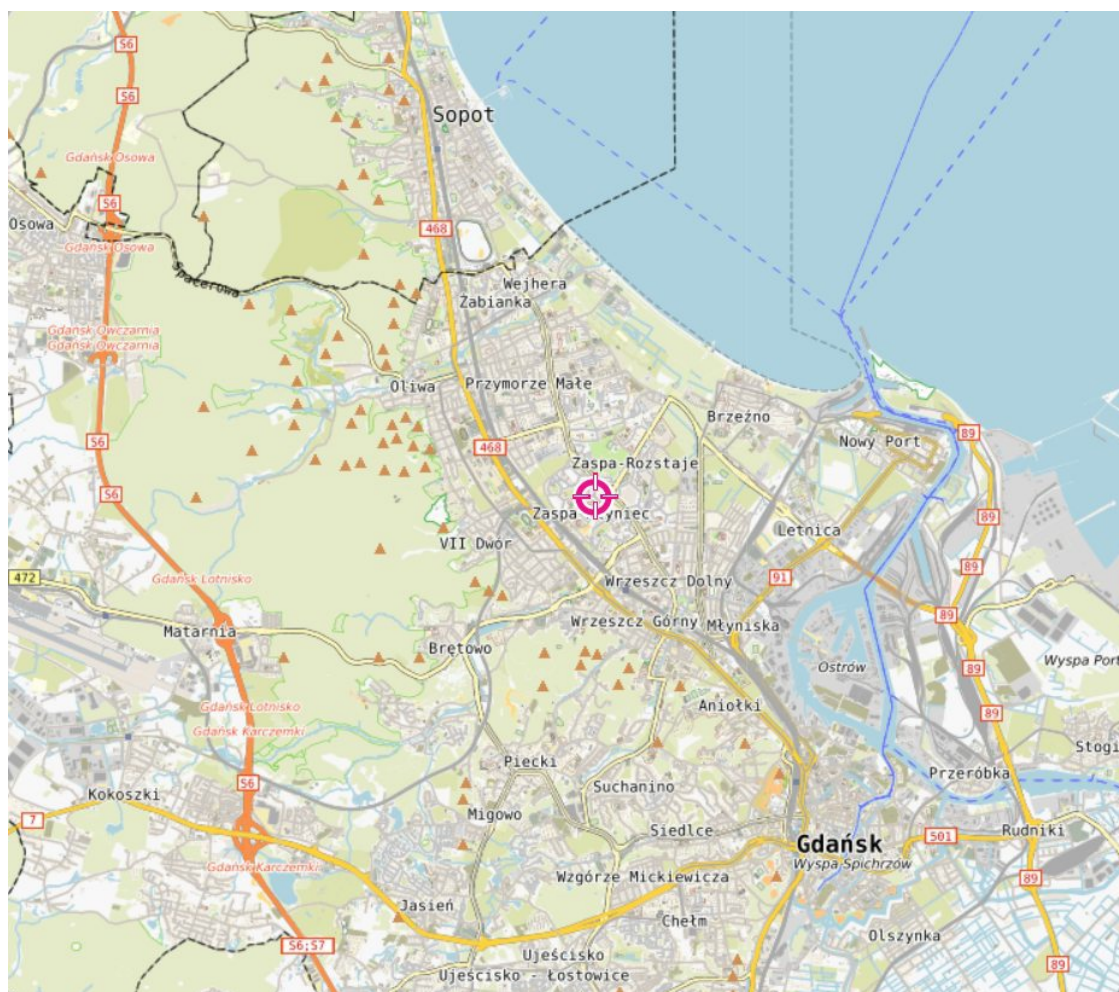 S6
S6
Sopot
Gdańsk Osowa
S6
Osowa
468
Gdańsk Osowa
Spacerowa
Wejhera
Żabianka
Gdańsk Owczarnia
Gdańsk Owczarnia
Oliwa
Przymorze Małe
Brzeźno
S6
468
Nowy Port
89
Zaspa-Rozstaje
S6
Zaspa
VII Dwór
Letnica
89
472
Gdańsk Lotnisko
91
89
Wrzeszcz Dolny
89
Matarnia
Brętowo
Wrzeszcz Górny
Młyniska
Ostrów
89
Wyspa Port
Gdańsk Lotnisko
Aniołki
89
Gdańsk Karczemki
Piecki
Stogi
S6
Suchanino
Przeróbka
Kokoszki
7
Migowo
Siedlce
Gdańsk
501
Rudniki
Gdańsk Karczemki
Wyspa Spichrzów
Wzgórze Mickiewicza
89
Jasień
Chełm
S6;S7
Olszynka
Ujeścisko
89
Ujeścisko - Łostowice